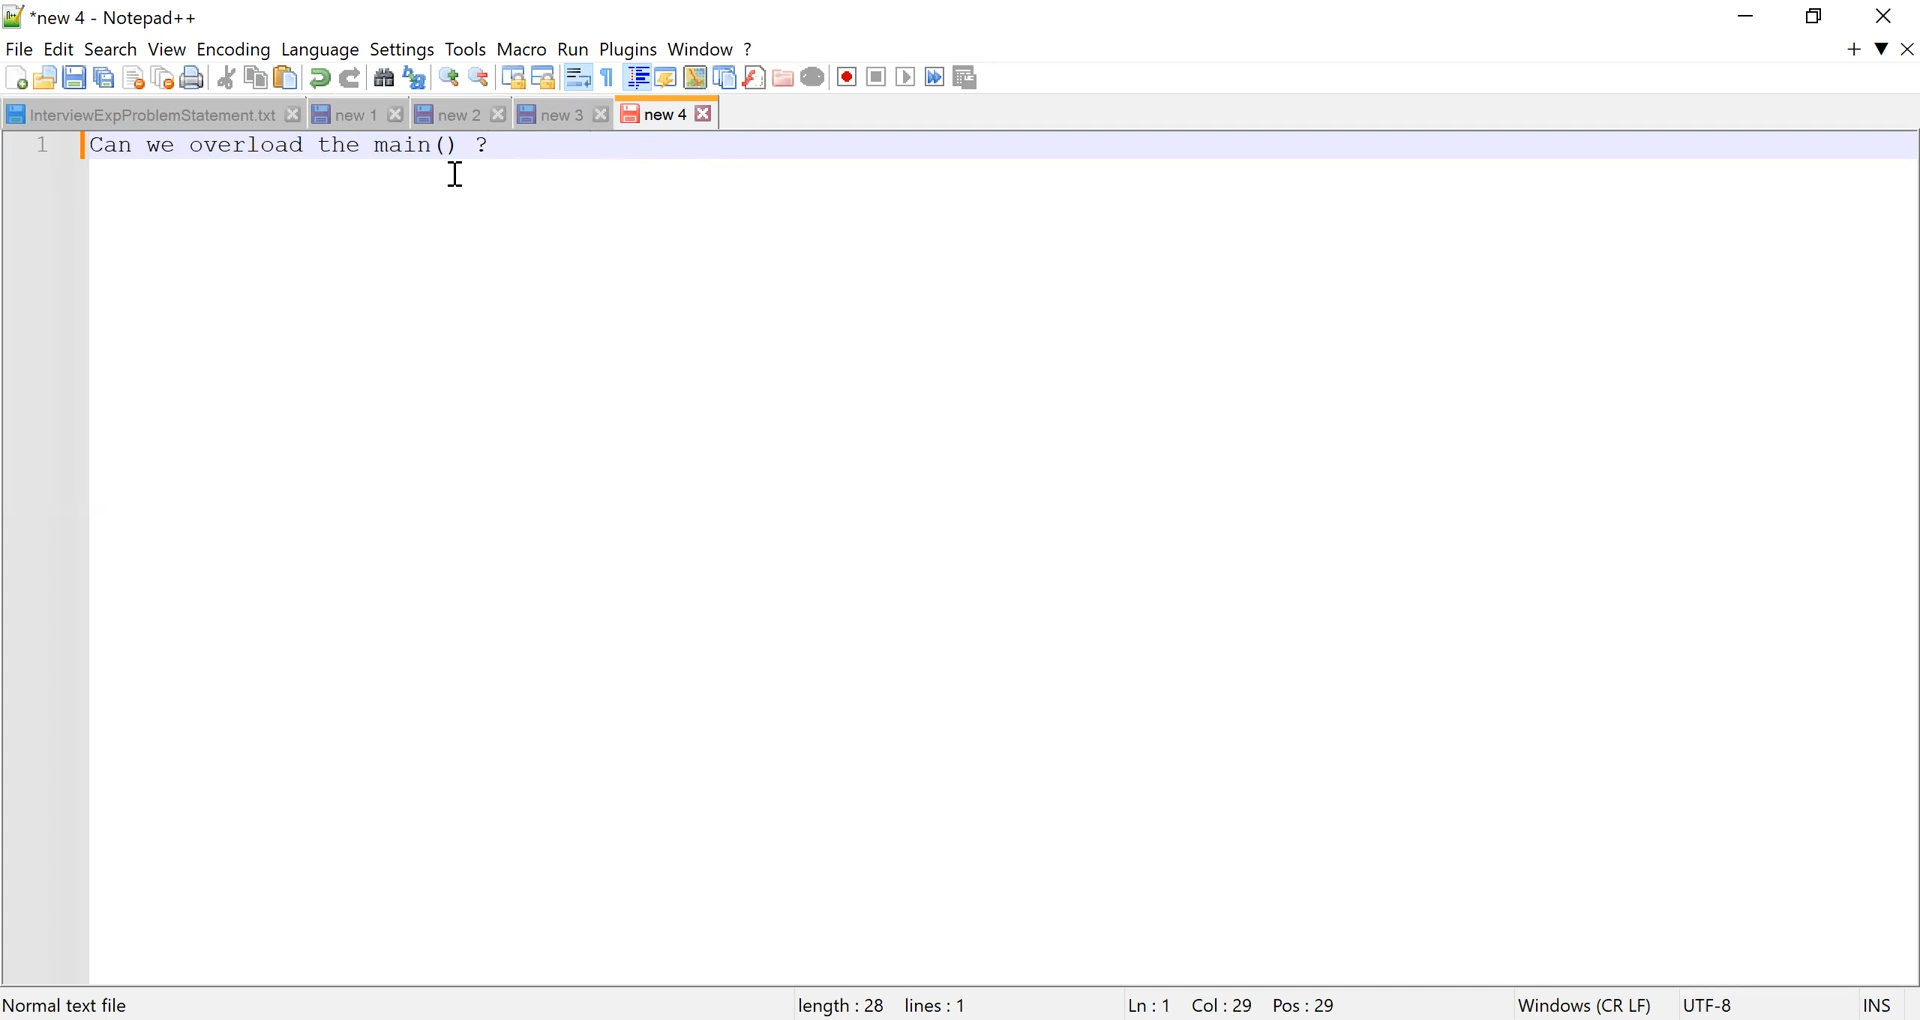 *new 4 - Notepad++
File Edit Search View Encoding Language Settings Tools Macro Run Plugins Window ?
InterviewExpProblemStatement.txt new 1 new 2 new 3 new 4
1 Can we overload the main() ?
Normal text file length : 28 lines : 1 Ln : 1 Col : 29 Pos : 29 Windows (CR LF) UTF-8 INS